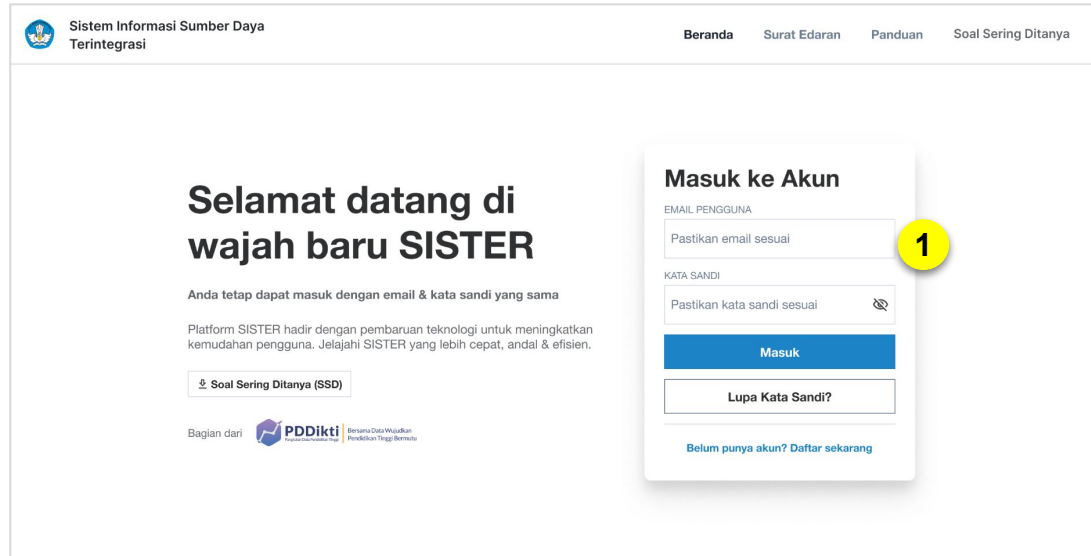 Sistem Informasi Sumber Daya
Terintegrasi
Beranda
Surat Edaran
Panduan
Soal Sering Ditanya
Selamat datang di
wajah baru SISTER
Anda tetap dapat masuk dengan email & kata sandi yang sama
Platform SISTER hadir dengan pembaruan teknologi untuk meningkatkan
kemudahan pengguna. Jelajahi SISTER yang lebih cepat, andal & efisien.
Soal Sering Ditanya (SSD)
Bagian dari
PDDikti
Pangkalan Data Pendidikan Tinggi
Bersama Data Wujudkan
Pendidikan Tinggi Bermutu
Masuk ke Akun
EMAIL PENGGUNA
Pastikan email sesuai
1
KATA SANDI
Pastikan kata sandi sesuai
Masuk
Lupa Kata Sandi?
Belum punya akun? Daftar sekarang